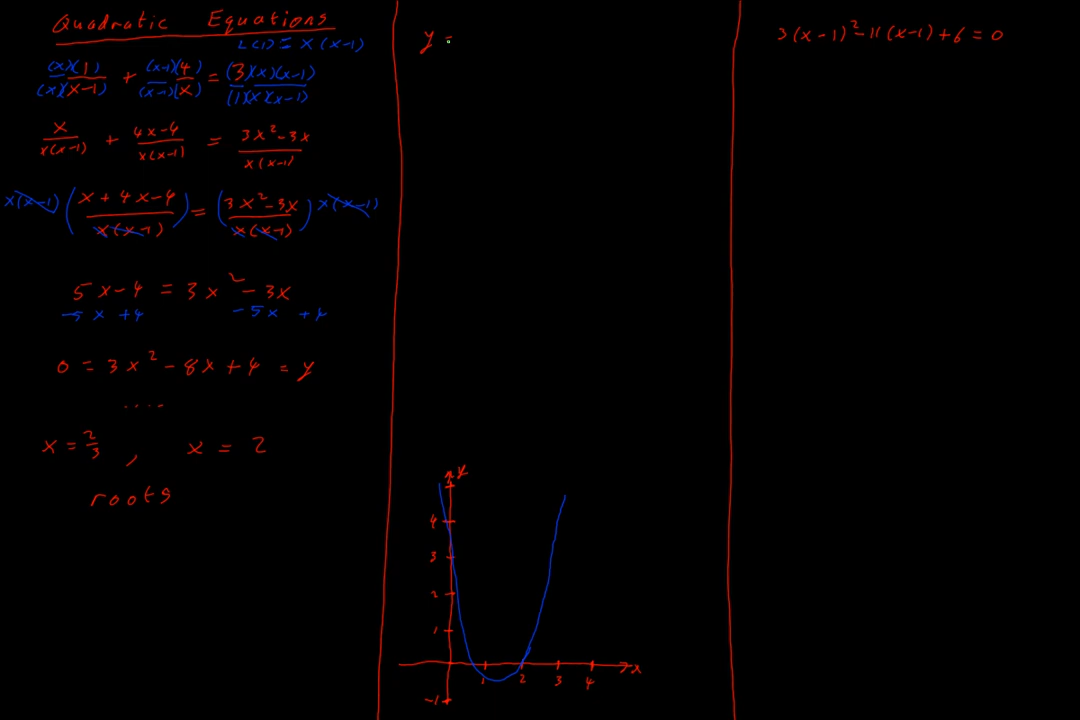 Quadratic Equations
LCD = x(x-1)
(x)(1)/(x)(x-1) + (x-1)(4)/(x-1)(x) = (3)(x)(x-1)/(1)(x)(x-1)
x/x(x-1) + 4x-4/x(x-1) = 3x²-3x/x(x-1)
x(x-1) (x+4x-4/x(x-1)) = (3x²-3x/x(x-1)) x(x-1)
5x-4 = 3x²-3x
-5x +4 -5x +4
0 = 3x²-8x+4 = y
....
x = 2/3 , x = 2
roots
y =
y
4
3
2
1
-1
1 2 3 4 x
3(x-1)²-11(x-1)+6=0